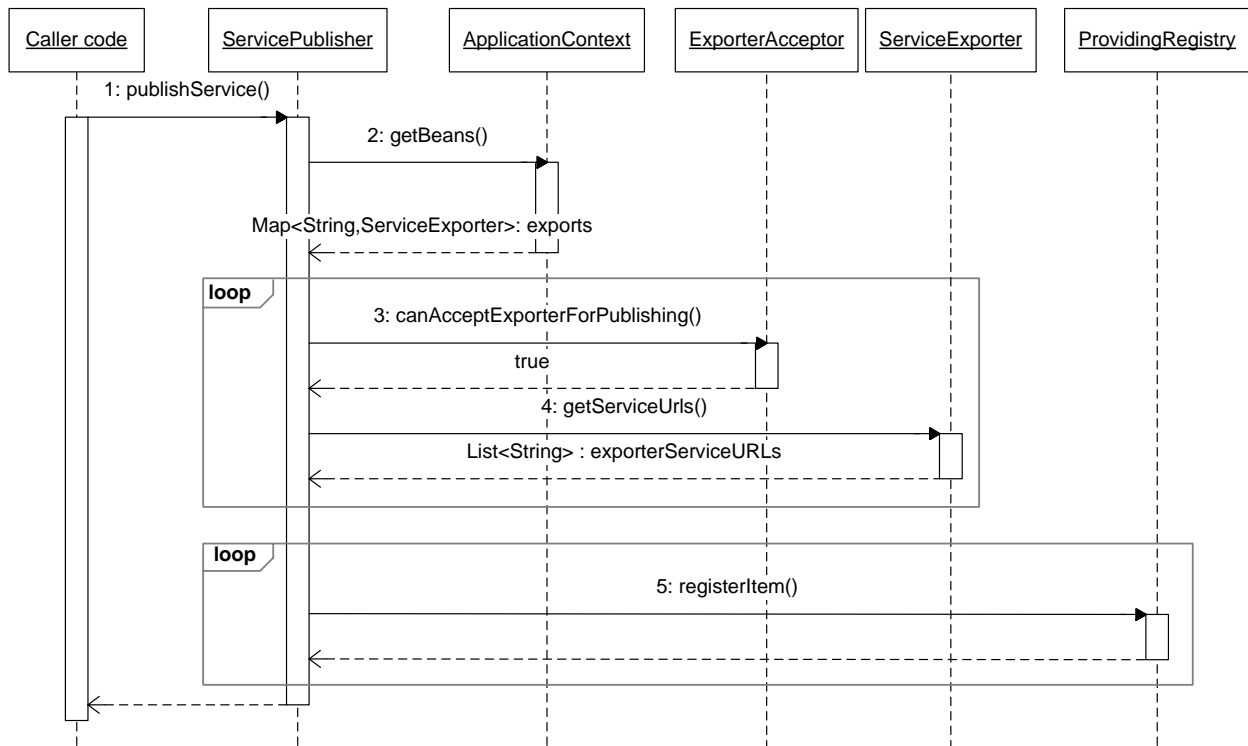 Caller code
ServicePublisher
ApplicationContext
ExporterAcceptor
ServiceExporter
ProvidingRegistry
1: publishService()
2: getBeans()
Map<String,ServiceExporter>: exports
loop
3: canAcceptExporterForPublishing()
true
4: getServiceUrls()
List<String> : exporterServiceURLs
loop
5: registerItem()